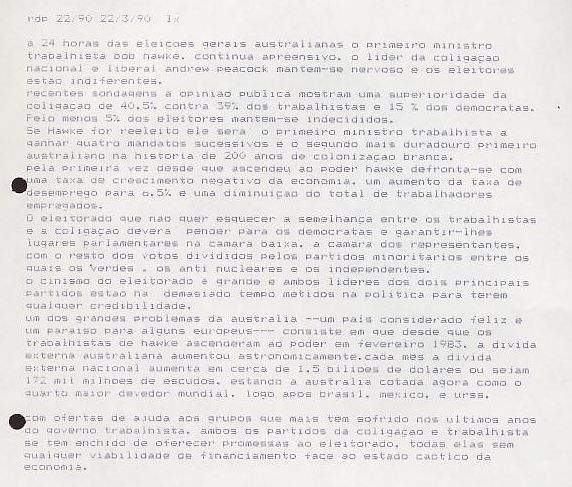 rdp 22/90 22/3/90 1x
a 24 horas das eleicoes gerais australianas o primeiro ministro
trabalhista bob hawke, continua apreensivo, o lider da coligaçao
nacional e liberal andrew peacock mantem-se nervoso e os eleitores
estao indiferentes.
recentes sondagens a opiniao publica mostram uma superioridade da
coligaçao de 40,5% contra 39% dos trabalhistas e 15 % dos democratas.
Pelo menos 5% dos eleitores mantem-se indecididos.
Se Hawke for reeleito ele sera o primeiro ministro trabalhista a
ganhar quatro mandatos sucessivos e o segundo mais duradouro primeiro
australiano na historia de 200 anos de colonizaçao branca.
pela primeira vez desde que ascendeu ao poder hawke defronta-se com
uma taxa de crescimento negativo da economia, um aumento da taxa de
desemprego para 6,5% e uma diminuiçao do total de trabalhadores
empregados.
O eleitorado que nao quer esquecer a semelhança entre os trabalhistas
e a coligaçao devera pender para os democratas e garantir-lhes
lugares parlamentares na camara baixa, a camara dos representantes,
com o resto dos votos divididos pelos partidos minoritarios entre os
quais os Verdes , os anti nucleares e os independentes.
o cinismo do eleitorado e grande e ambos lideres dos dois principais
partidos estao ha demasiado tempo metidos na politica para terem
qualquer credibilidade.
um dos grandes problemas da australia --um pais considerado feliz e
um paraiso para alguns europeus--- consiste em que desde que os
trabalhistas de hawke ascenderam ao poder em fevereiro 1983, a divida
externa australiana aumentou astronomicamente,cada mes a divida
externa nacional aumenta em cerca de 1,5 bilioes de dolares ou sejam
172 mil milhoes de escudos, estando a australia cotada agora como o
quarto maior devedor mundial, logo apos brasil, mexico, e urss.
com ofertas de ajuda aos grupos que mais tem sofrido nos ultimos anos
do governo trabalhista, ambos os partidos da coligaçao e trabalhista
se tem enchido de oferecer promessas ao eleitorado, todas elas sem
qualquer viabilidade de financiamento face ao estado caotico da
economia.